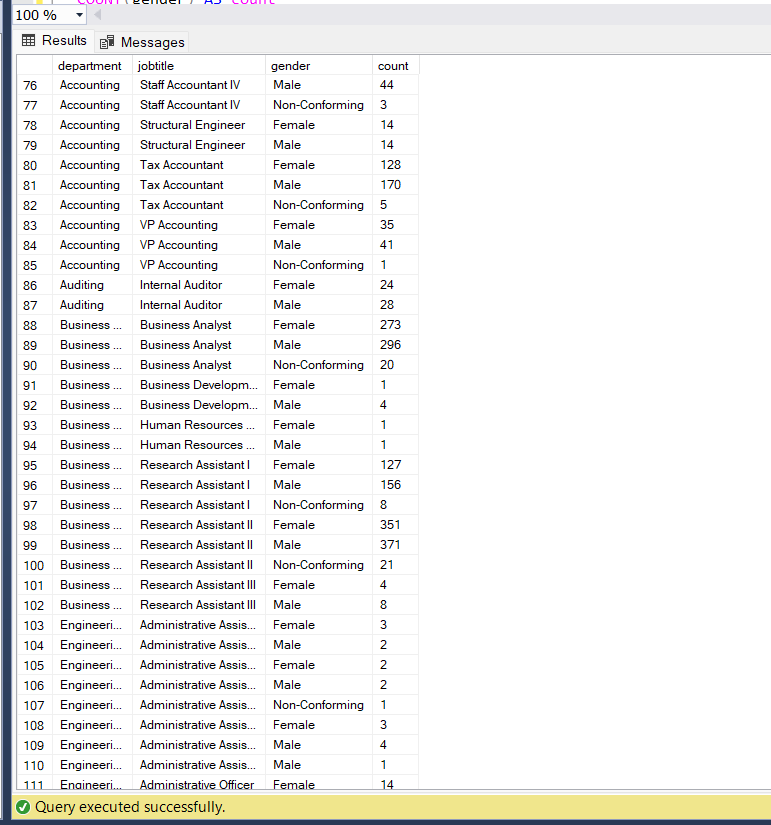 COUNT(gender) AS count
100 %
Results Messages
department jobtitle gender count
76 Accounting Staff Accountant IV Male 44
77 Accounting Staff Accountant IV Non-Conforming 3
78 Accounting Structural Engineer Female 14
79 Accounting Structural Engineer Male 14
80 Accounting Tax Accountant Female 128
81 Accounting Tax Accountant Male 170
82 Accounting Tax Accountant Non-Conforming 5
83 Accounting VP Accounting Female 35
84 Accounting VP Accounting Male 41
85 Accounting VP Accounting Non-Conforming 1
86 Auditing Internal Auditor Female 24
87 Auditing Internal Auditor Male 28
88 Business ... Business Analyst Female 273
89 Business ... Business Analyst Male 296
90 Business ... Business Analyst Non-Conforming 20
91 Business ... Business Developm... Female 1
92 Business ... Business Developm... Male 4
93 Business ... Human Resources ... Female 1
94 Business ... Human Resources ... Male 1
95 Business ... Research Assistant I Female 127
96 Business ... Research Assistant I Male 156
97 Business ... Research Assistant I Non-Conforming 8
98 Business ... Research Assistant II Female 351
99 Business ... Research Assistant II Male 371
100 Business ... Research Assistant II Non-Conforming 21
101 Business ... Research Assistant III Female 4
102 Business ... Research Assistant III Male 8
103 Engineeri... Administrative Assis... Female 3
104 Engineeri... Administrative Assis... Male 2
105 Engineeri... Administrative Assis... Female 2
106 Engineeri... Administrative Assis... Male 2
107 Engineeri... Administrative Assis... Non-Conforming 1
108 Engineeri... Administrative Assis... Female 3
109 Engineeri... Administrative Assis... Male 4
110 Engineeri... Administrative Assis... Male 1
111 Engineeri... Administrative Officer Female 14
Query executed successfully.